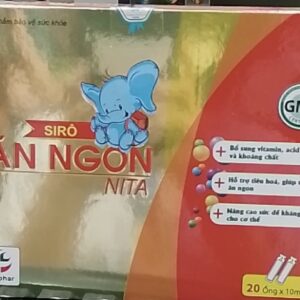 phẩm bảo vệ sức khỏe
SIRÔ
ĂN NGON
NITA
Bổ sung vitamin, acid
và khoáng chất
Hỗ trợ tiêu hoá, giúp
ăn ngon
Nâng cao sức đề kháng
cho cơ thể
20 Ống x 10m
phar